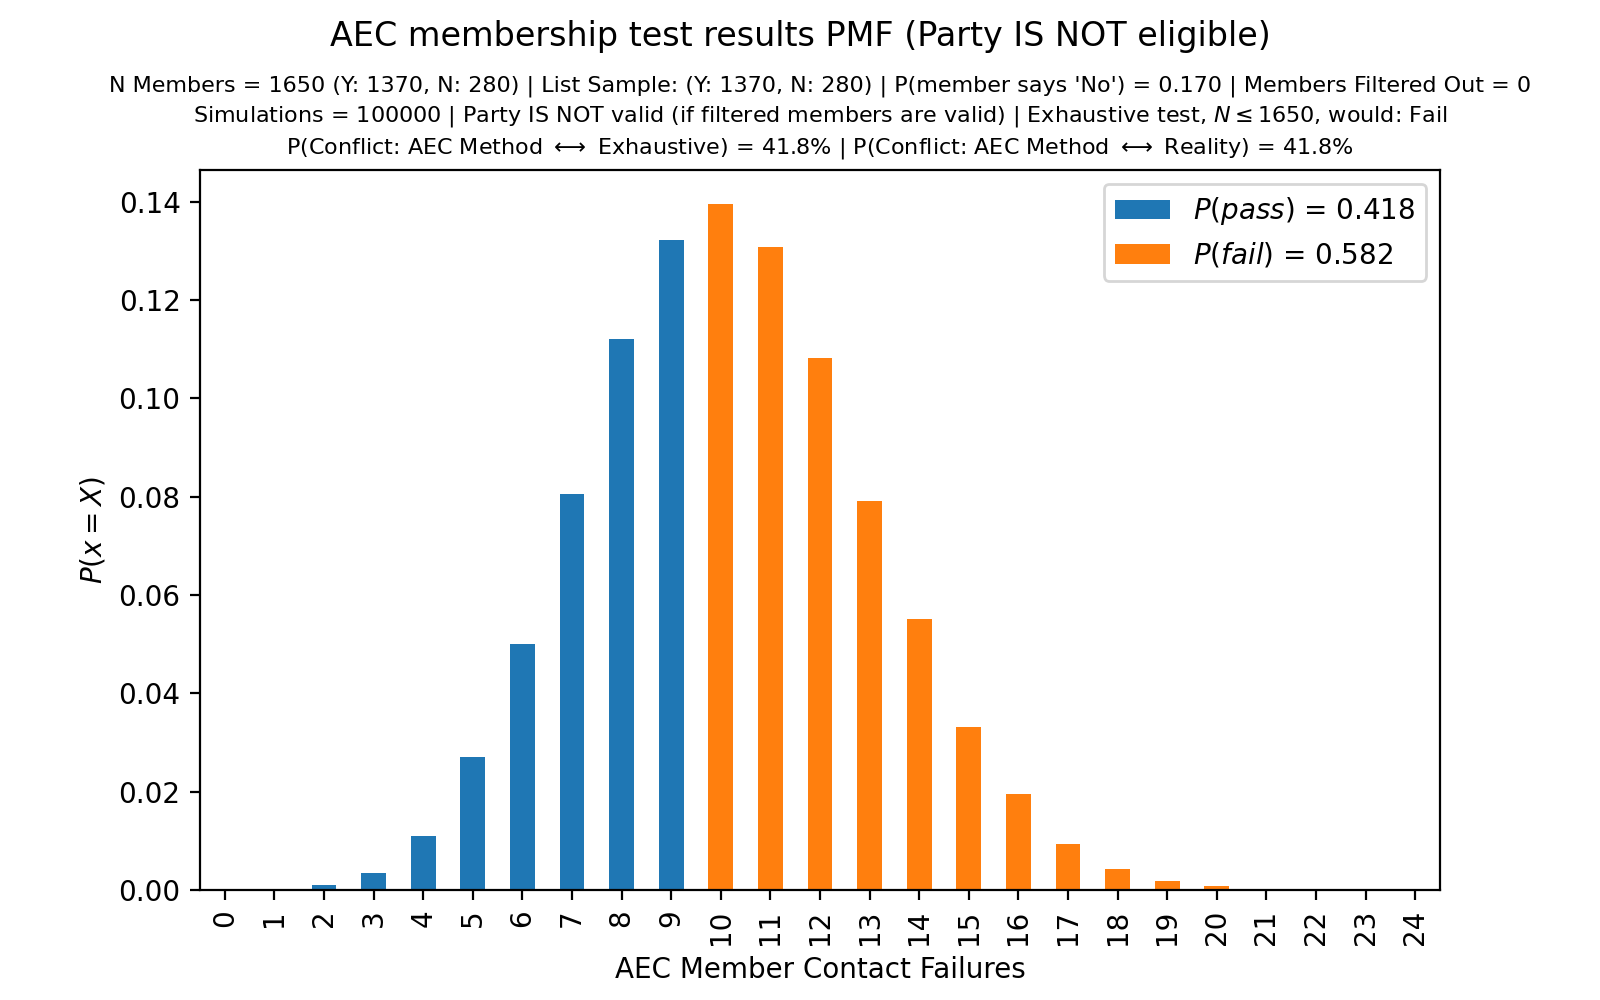 AEC membership test results PMF (Party IS NOT eligible)
N Members = 1650 (Y: 1370, N: 280) | List Sample: (Y: 1370, N: 280) | P(member says 'No') = 0.170 | Members Filtered Out = 0
Simulations = 100000 | Party IS NOT valid (if filtered members are valid) | Exhaustive test, N ≤ 1650, would: Fail
P(Conflict: AEC Method ⟷ Exhaustive) = 41.8% | P(Conflict: AEC Method ⟷ Reality) = 41.8%
P(pass) = 0.418
P(fail) = 0.582
0.14
0.12
0.10
0.08
0.06
0.04
0.02
0.00
P(x = X)
0 1 2 3 4 5 6 7 8 9 10 11 12 13 14 15 16 17 18 19 20 21 22 23 24
AEC Member Contact Failures